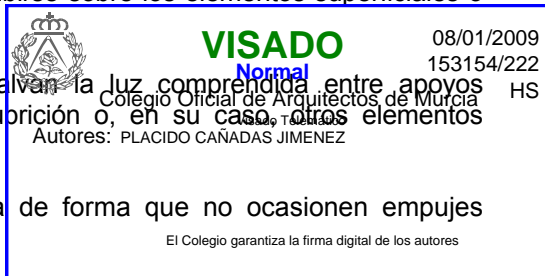 VISADO
08/01/2009
Normal
153154/222
la luz comprendida entre apoyos
HS
Colegio Oficial de Arquitectos de Murcia
o, en su caso, otros elementos
Visado Telemático
Autores: PLACIDO CAÑADAS JIMENEZ
de forma que no ocasionen empujes
El Colegio garantiza la firma digital de los autores